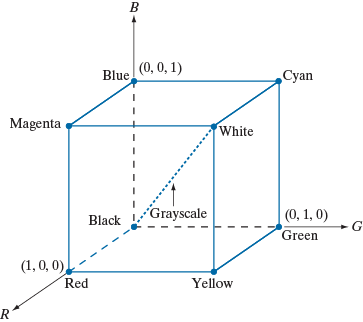 B
Blue (0, 0, 1)
Cyan
Magenta
White
Black
Grayscale
(0, 1, 0)
G
Green
(1, 0, 0)
Red
Yellow
R